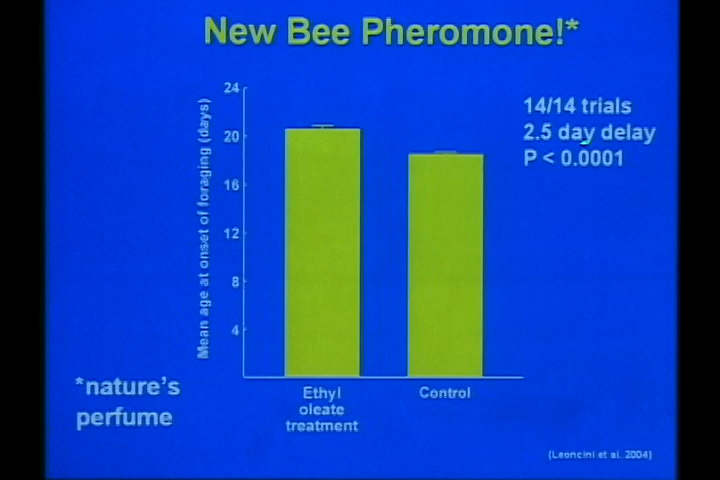 New Bee Pheromone!*
24
20
16
12
8
4
Mean age at onset of foraging (days)
14/14 trials
2.5 day delay
P < 0.0001
Ethyl
oleate
treatment
Control
*nature's
perfume
(Leoncini et al. 2004)